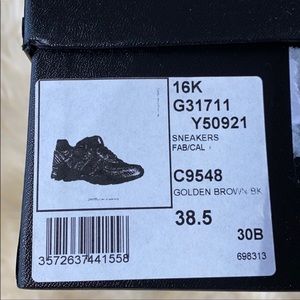 16K
G31711
Y50921
SNEAKERS
FAB/CAL
C9548
GOLDEN BROWN BK
38.5
30B
3572637441558
698313